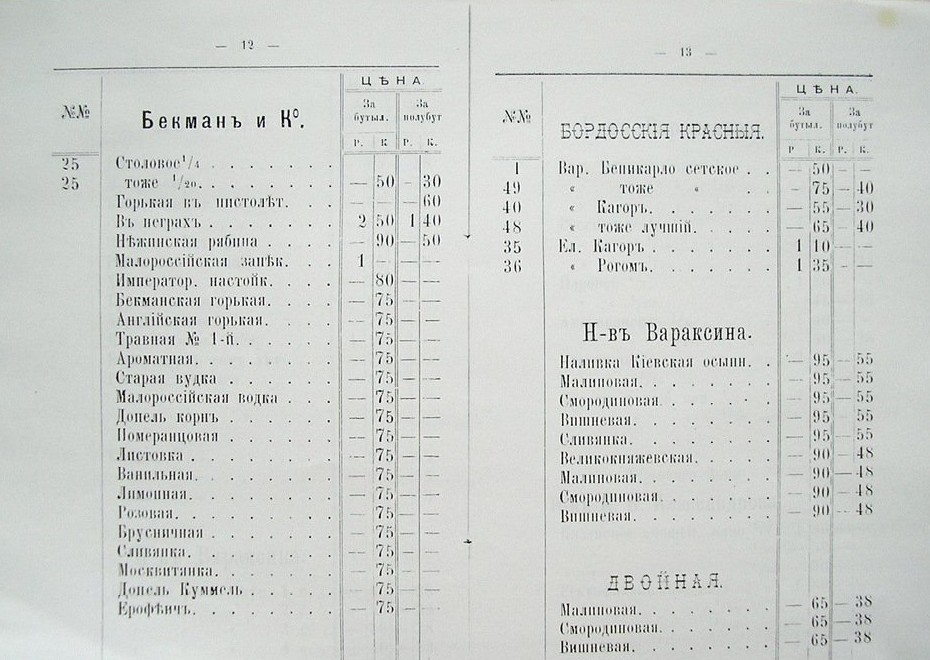 — 12 —
№№
Бекманъ и Кº.
ЦѢНА
За бутыл.
За полубут
Р. К Р. К.
25 Столовое 1/4
25 тоже 1/20 — 50 — 30
Горькая въ пистолѣт. — — — 60
Въ неграхъ 2 50 1 40
Нѣжинская рябина — 90 — 50
Малороссійская запѣк. 1 — — —
Император. настойк. — 80 — —
Бекманская горькая. — 75 — —
Англійская горькая. — 75 — —
Травная № 1-й. — 75 — —
Ароматная. — 75 — —
Старая вудка — 75 — —
Малороссійская водка — 75 — —
Допель корнъ — 75 — —
Померанцовая — 75 — —
Листовка — 75 — —
Ванильная. — 75 — —
Лимонная. — 75 — —
Розовая. — 75 — —
Брусничная — 75 — —
Сливянка. — 75 — —
Москвитянка. — 75 — —
Допель Куммель — 75 — —
Ерофѣичъ. — 75 — —
— 13 —
№№
БОРДОССКІЯ КРАСНЫЯ.
ЦѢНА.
За бутыл.
За полубут
Р К. Р. К.
1 Вар. Беникарло сетское — 50 — —
49 « тоже « — 75 — 40
40 « Кагоръ. — 55 — 30
48 « тоже лучшій. — 65 — 40
35 Ел. Кагоръ 1 10 — —
36 « Рогомъ. 1 35 — —
Н-въ Вараксина.
Наливка Кіевская осыпн. — 95 — 55
Малиновая. — 95 — 55
Смородиновая — 95 — 55
Вишневая. — 95 — 55
Сливянка. — 95 — 55
Великокняжевская. — 90 — 48
Малиновая. — 90 — 48
Смородиновая. — 90 — 48
Вишневая. — 90 — 48
ДВОЙНАЯ.
Малиновая. — 65 — 38
Смородиновая. — 65 — 38
Вишневая. — 65 — 38